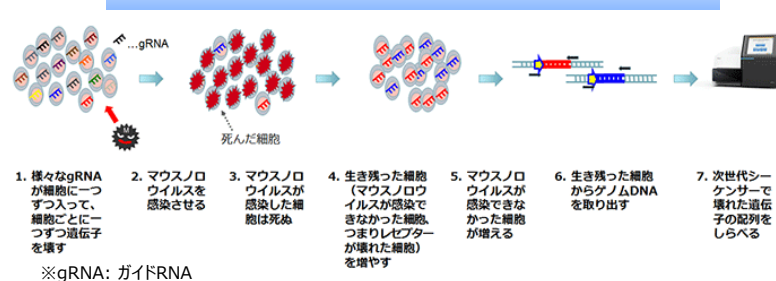 …gRNA
死んだ細胞
1. 様々なgRNA
が細胞に一つ
ずつ入って、
細胞ごとに一
つずつ遺伝子
を壊す
2. マウスノロ
ウイルスを
感染させる
3. マウスノロ
ウイルスが
感染した細
胞は死ぬ
4. 生き残った細胞
（マウスノロウ
イルスが感染で
きなかった細胞、
つまりレセプター
が壊れた細胞）
を増やす
5. マウスノロ
ウイルスが
感染できな
かった細胞
が増える
6. 生き残った細胞
からゲノムDNA
を取り出す
7. 次世代シー
ケンサーで
壊れた遺伝
子の配列を
しらべる
※gRNA: ガイドRNA